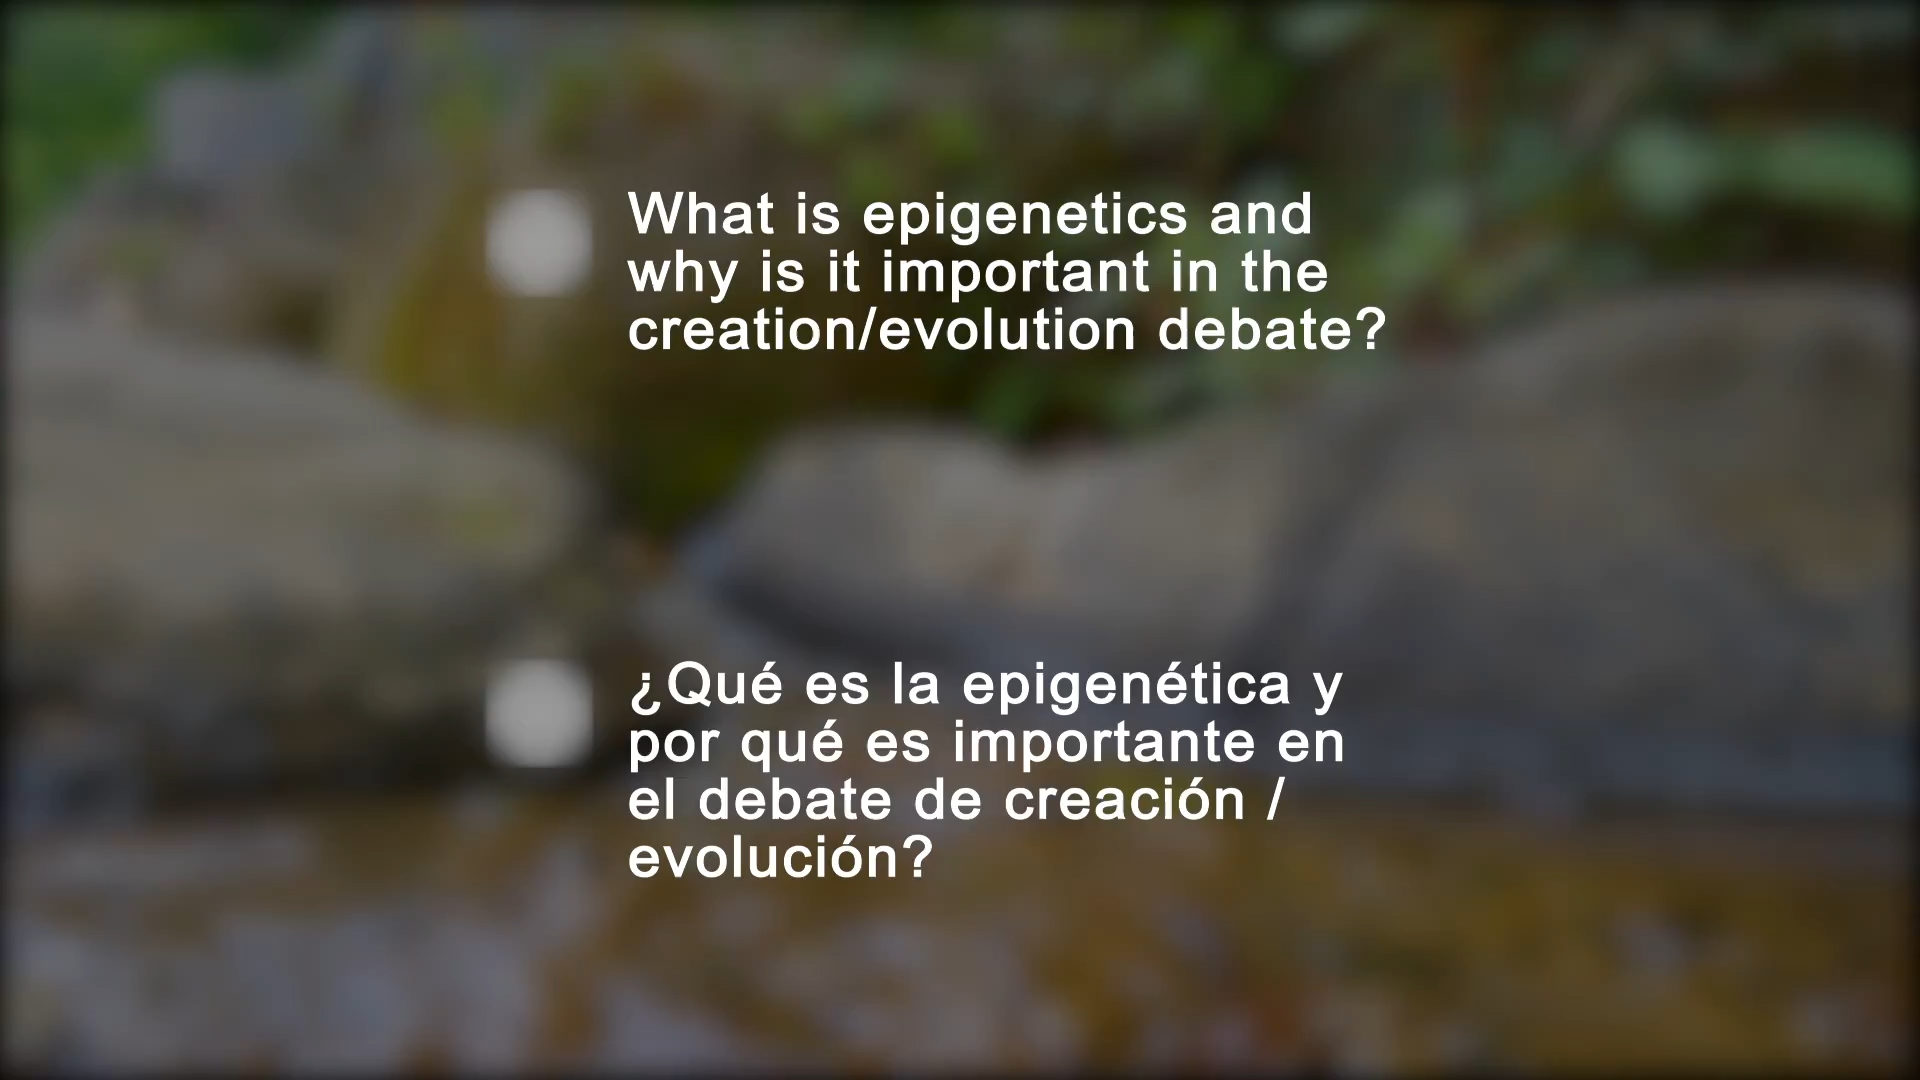 What is epigenetics and
why is it important in the
creation/evolution debate?
¿Qué es la epigenética y
por qué es importante en
el debate de creación /
evolución?